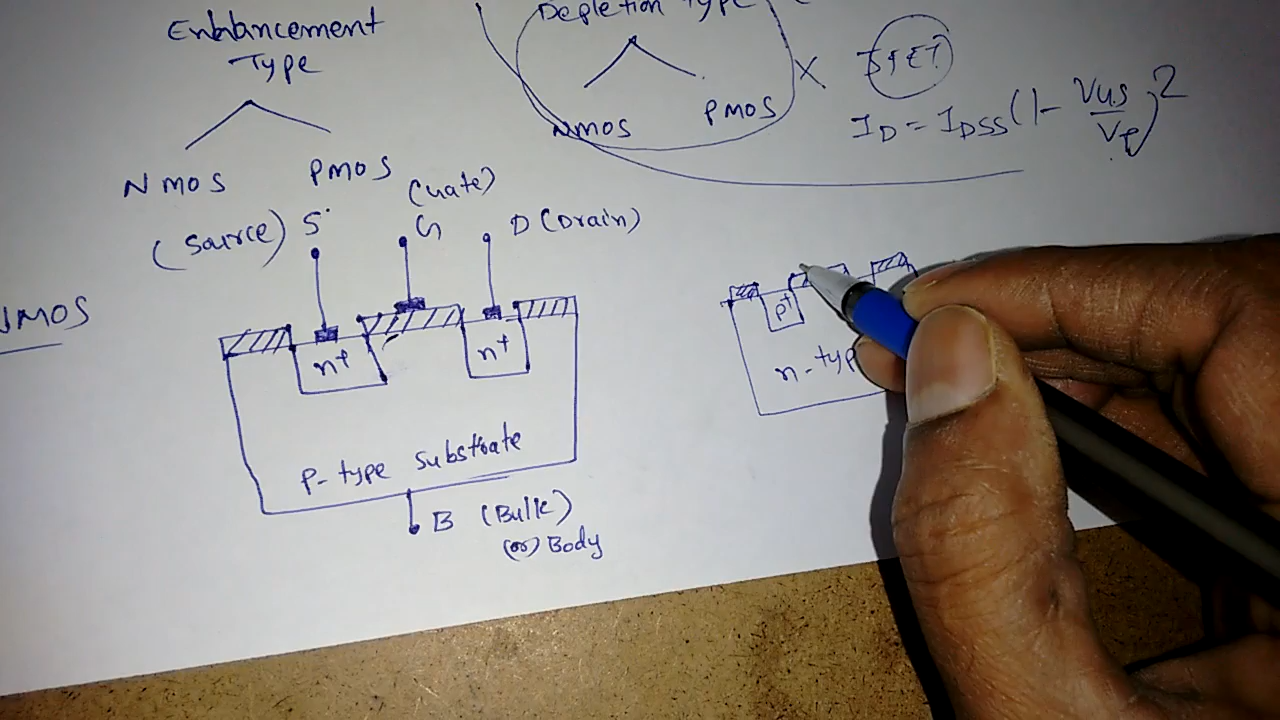 Enhancement
Type
NMOS PMOS
Depletion Type
NMOS PMOS
X
JFET
ID = IDSS (1 - VGS/VP)2
(Source) S
(Gate)
G
D (Drain)
NMOS
n+ n+
P-type substrate
B (Bulk)
(or) Body
p+
n-typ